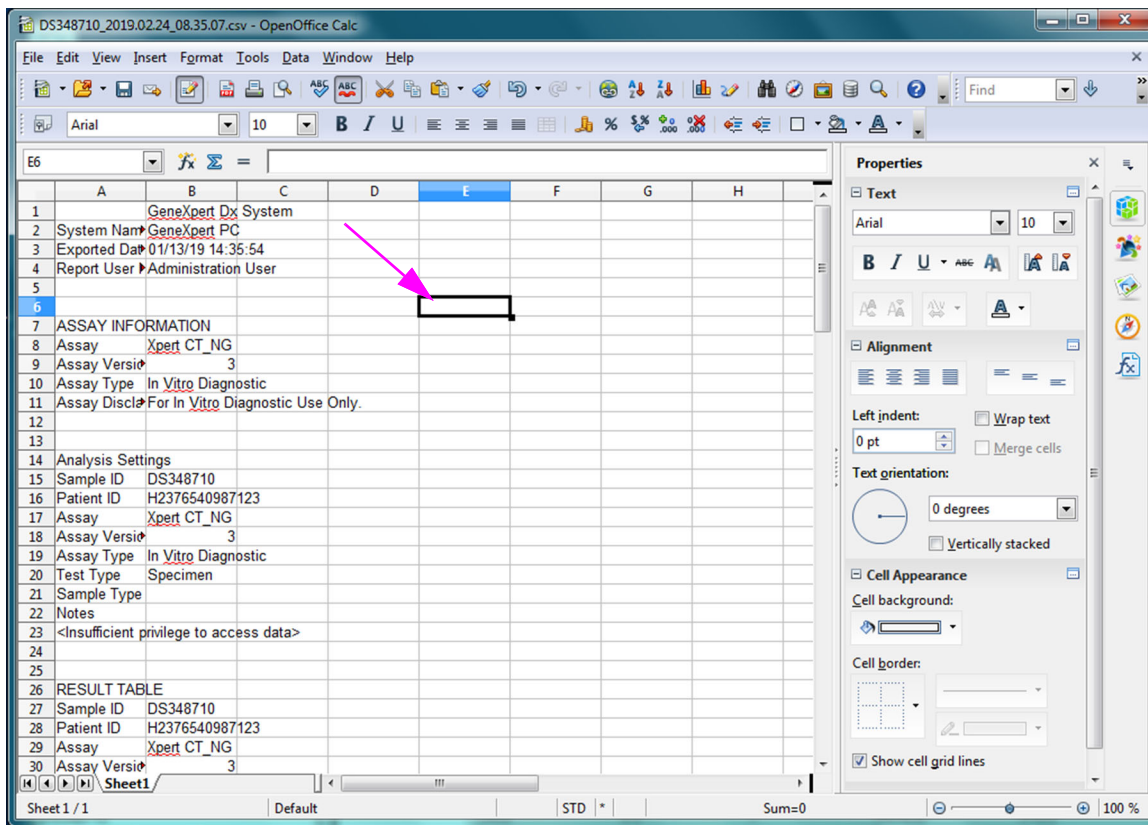 DS348710_2019.02.24_08.35.07.csv - OpenOffice Calc
File Edit View Insert Format Tools Data Window Help
Find
Arial 10
E6
A B C D E F G H
1 GeneXpert Dx System
2 System Nam GeneXpert PC
3 Exported Dat 01/13/19 14:35:54
4 Report User Administration User
5
6
7 ASSAY INFORMATION
8 Assay Xpert CT_NG
9 Assay Versio 3
10 Assay Type In Vitro Diagnostic
11 Assay Discla For In Vitro Diagnostic Use Only.
12
13
14 Analysis Settings
15 Sample ID DS348710
16 Patient ID H2376540987123
17 Assay Xpert CT_NG
18 Assay Versio 3
19 Assay Type In Vitro Diagnostic
20 Test Type Specimen
21 Sample Type
22 Notes
23 <Insufficient privilege to access data>
24
25
26 RESULT TABLE
27 Sample ID DS348710
28 Patient ID H2376540987123
29 Assay Xpert CT_NG
30 Assay Versio 3
Sheet1
Sheet 1 / 1 Default STD * Sum=0 100 %
Properties
Text
Arial 10
B I U ABC AA
Alignment
Left indent:
Wrap text
0 pt
Merge cells
Text orientation:
0 degrees
Vertically stacked
Cell Appearance
Cell background:
Cell border:
Show cell grid lines